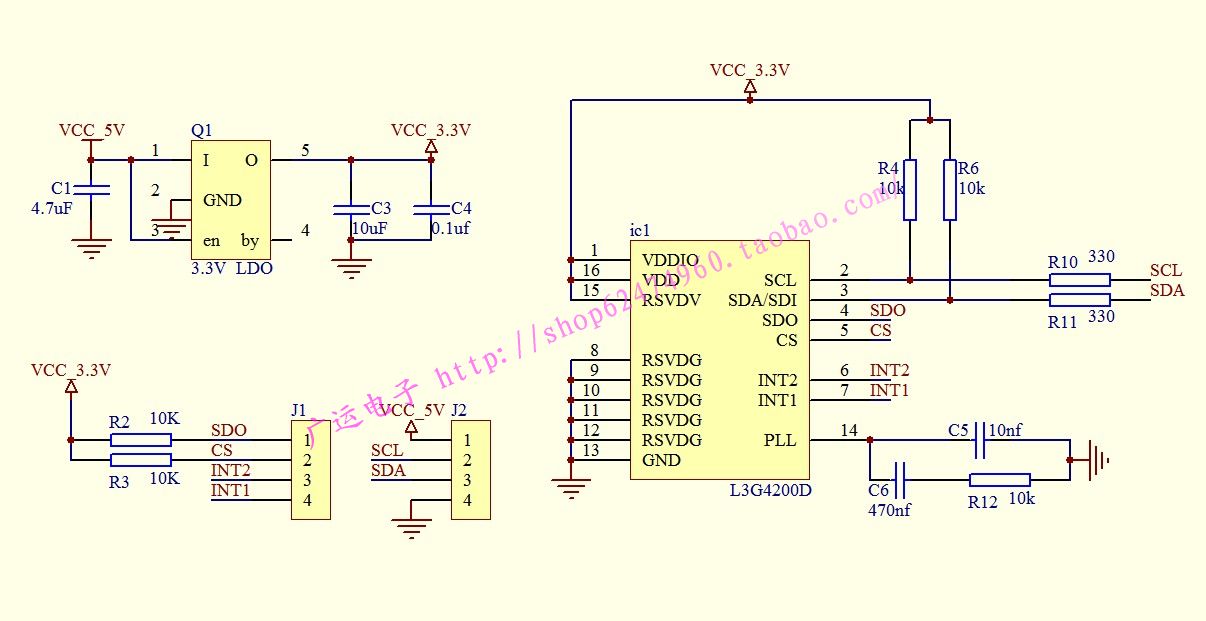 VCC_5V
Q1
VCC_3.3V
1
I
O
5
C1
4.7uF
2
GND
C3
10uF
C4
0.1uf
3
en
by
4
3.3V LDO
VCC_3.3V
R4
10k
R6
10k
ic1
1
VDDIO
16
VDD
15
RSVDV
8
RSVDG
9
RSVDG
10
RSVDG
11
RSVDG
12
RSVDG
13
GND
SCL
2
SDA/SDI
3
SDO
4
SDO
CS
5
CS
INT2
6
INT2
INT1
7
INT1
PLL
14
L3G4200D
R10
330
SCL
SDA
R11
330
C5
10nf
C6
470nf
R12
10k
VCC_3.3V
R2
10K
R3
10K
SDO
CS
INT2
INT1
J1
1
2
3
4
VCC_5V
J2
SCL
SDA
1
2
3
4
广运电子 http://shop62474960.taobao.com/